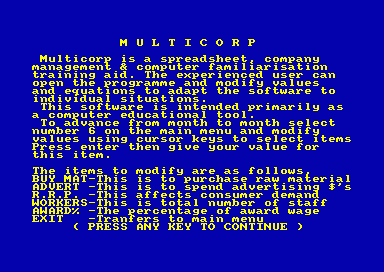 M U L T I C O R P
Multicorp is a spreadsheet, company
management & computer familiarisation
training aid. The experienced user can
open the programme and modify values
and equations to adapt the software to
individual situations.
This software is intended primarily as
a computer educational tool.
To advance from month to month select
number 6 on the main menu and modify
values using cursor keys to select items
Press enter then give your value for
this item.
The items to modify are as follows,
BUY MAT-This is to purchase raw material
ADVERT -This is to spend advertising $'s
R.R.P. -This affects consumer demand
WORKERS-This is total number of staff
AWARD% -The percentage of award wage
EXIT   -Tranfers to main menu
( PRESS ANY KEY TO CONTINUE )